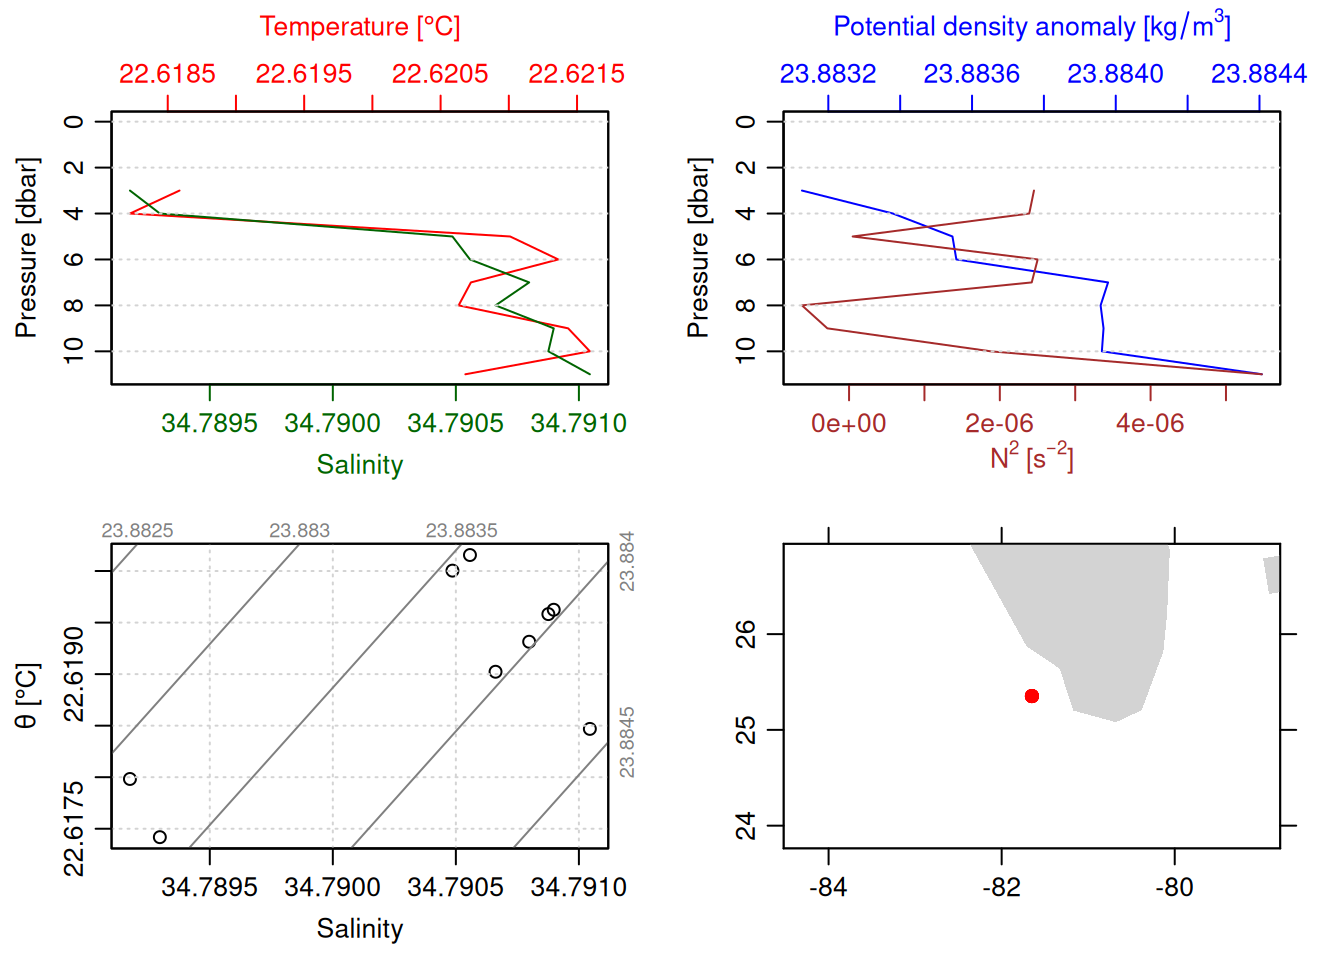 Temperature [°C]
22.6185 22.6195 22.6205 22.6215
Pressure [dbar]
0
2
4
6
8
10
34.7895 34.7900 34.7905 34.7910
Salinity
Potential density anomaly [kg/m³]
23.8832 23.8836 23.8840 23.8844
Pressure [dbar]
0
2
4
6
8
10
0e+00 2e-06 4e-06
N² [s⁻²]
23.8825 23.883 23.8835
23.884
23.8845
θ [°C]
22.6190
22.6175
34.7895 34.7900 34.7905 34.7910
Salinity
26
25
24
-84 -82 -80